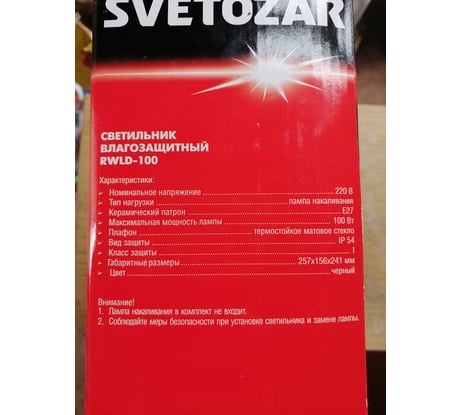 SVETOZAR
СВЕТИЛЬНИК
ВЛАГОЗАЩИТНЫЙ
RWLD-100
Характеристики:
➢ Номинальное напряжение 220 В
➢ Тип нагрузки лампа накаливания
➢ Керамический патрон E27
➢ Максимальная мощность лампы 100 Вт
➢ Плафон термостойкое матовое стекло
➢ Вид защиты IP 54
➢ Класс защиты I
➢ Габаритные размеры 257x156x241 мм
➢ Цвет черный
Внимание!
1. Лампа накаливания в комплект не входит.
2. Соблюдайте меры безопасности при установке светильника и замене лампы.